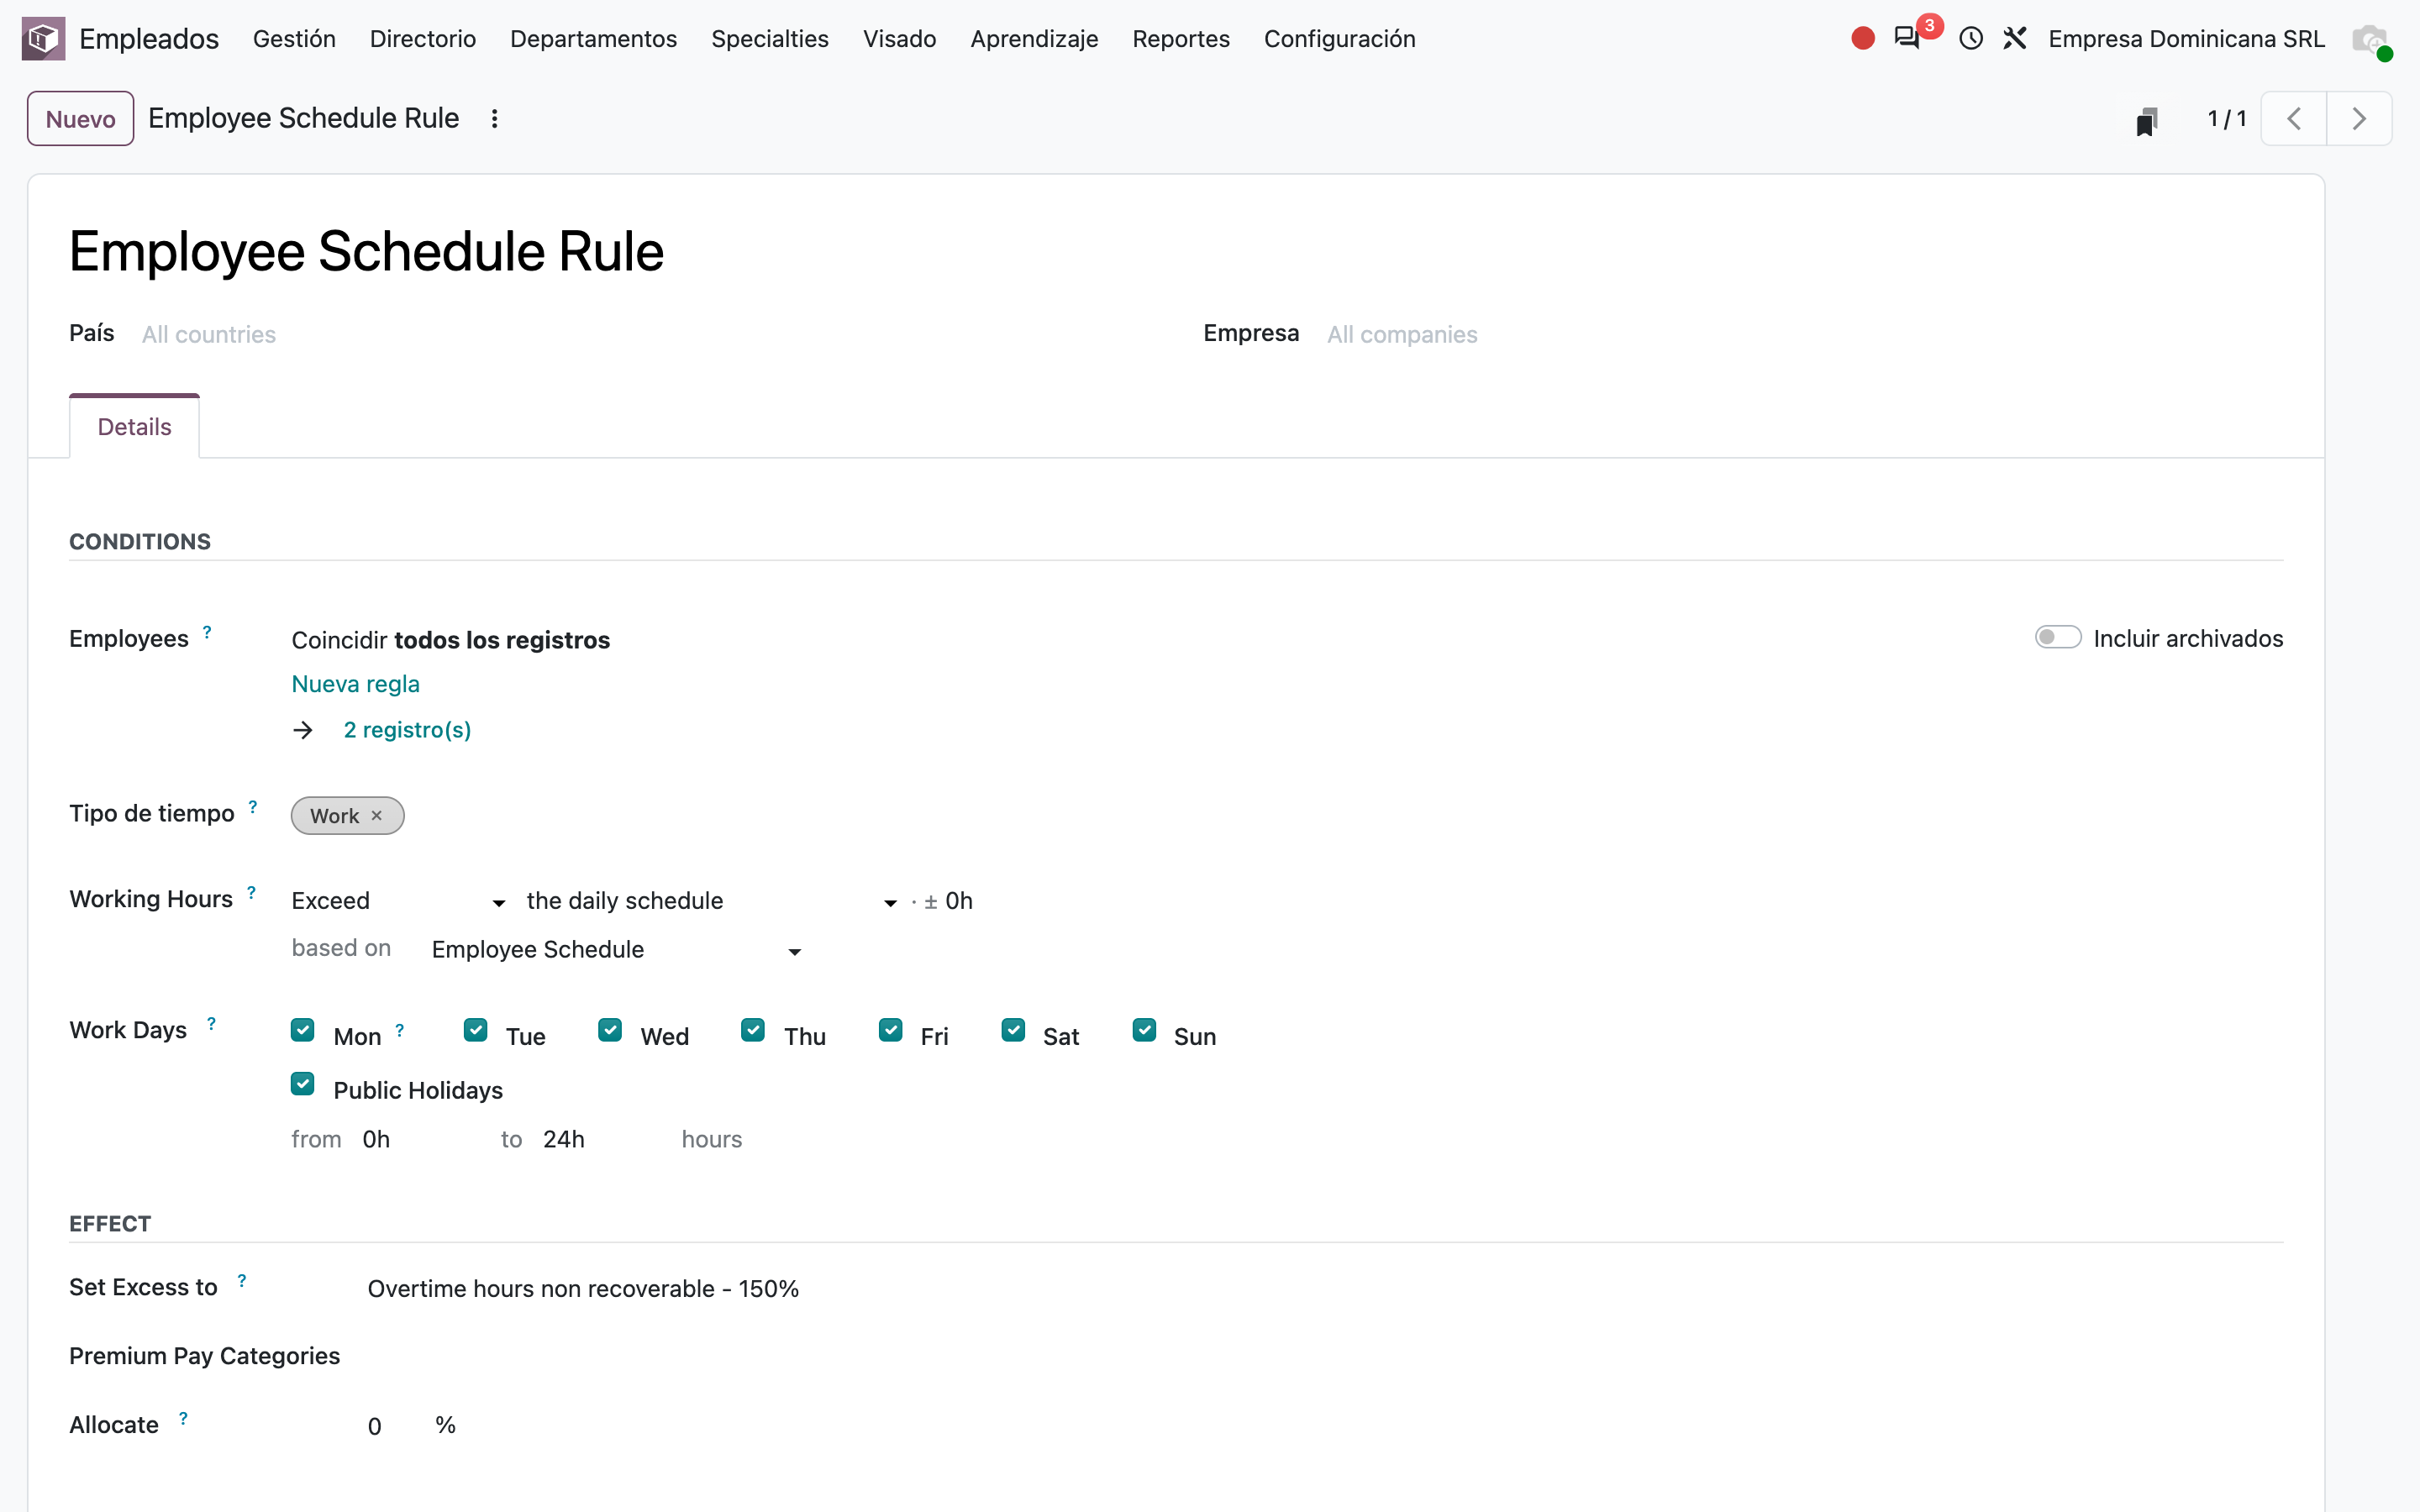 Empleados Gestión Directorio Departamentos Specialties Visado Aprendizaje Reportes Configuración 3 Empresa Dominicana SRL
Nuevo Employee Schedule Rule 1 / 1
Employee Schedule Rule
País All countries Empresa All companies
Details
CONDITIONS
Employees ? Coincidir todos los registros Incluir archivados
Nueva regla
→ 2 registro(s)
Tipo de tiempo ? Work ×
Working Hours ? Exceed the daily schedule · ± 0h
based on Employee Schedule
Work Days ? Mon ? Tue Wed Thu Fri Sat Sun
Public Holidays
from 0h to 24h hours
EFFECT
Set Excess to ? Overtime hours non recoverable - 150%
Premium Pay Categories
Allocate ? 0 %